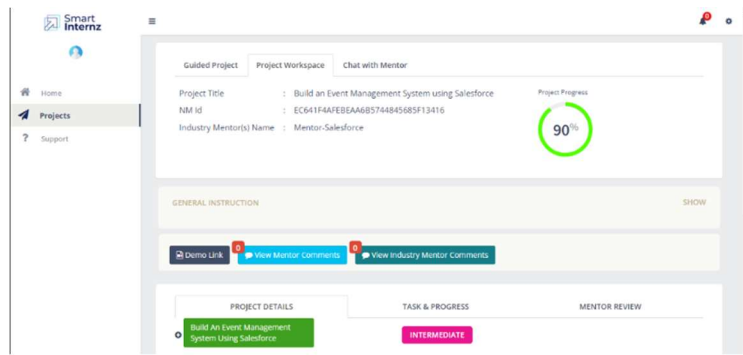 Smart
Internz
0
Home
Projects
Support
Guided Project Project Workspace Chat with Mentor
Project Title : Build an Event Management System using Salesforce
NM Id : EC641F4AFEBEAA6B5744845685F13416
Industry Mentor(s) Name : Mentor-Salesforce
Project Progress
90%
GENERAL INSTRUCTION SHOW
Demo Link
0
View Mentor Comments
0
View Industry Mentor Comments
PROJECT DETAILS TASK & PROGRESS MENTOR REVIEW
Build An Event Management
System Using Salesforce
INTERMEDIATE